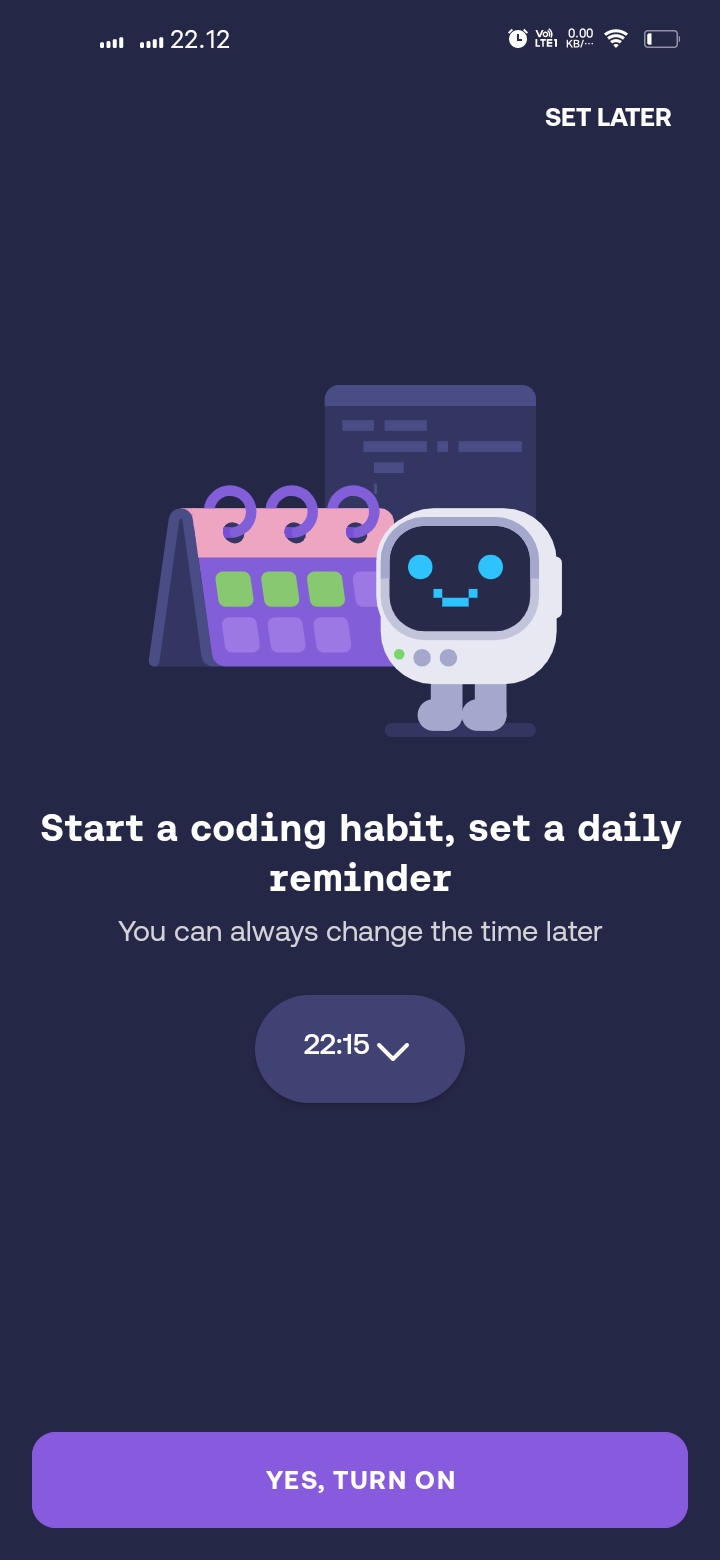 22.12 Vo) LTE1 0.00 KB/...
SET LATER
Start a coding habit, set a daily
reminder
You can always change the time later
22:15
YES, TURN ON